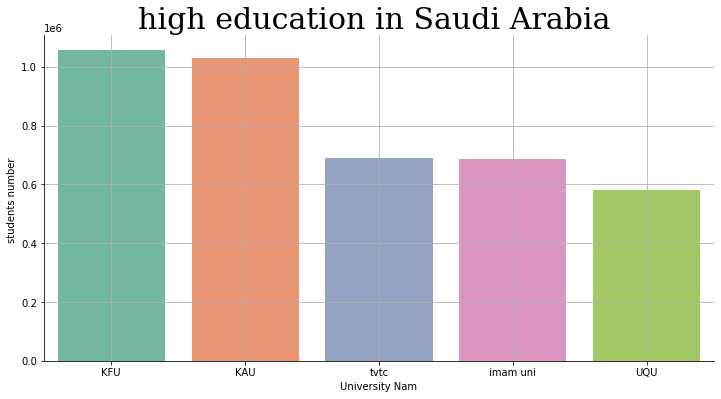 high education in Saudi Arabia
1e6
1.0
0.8
0.6
0.4
0.2
0.0
students number
KFU KAU tvtc imam uni UQU
University Nam